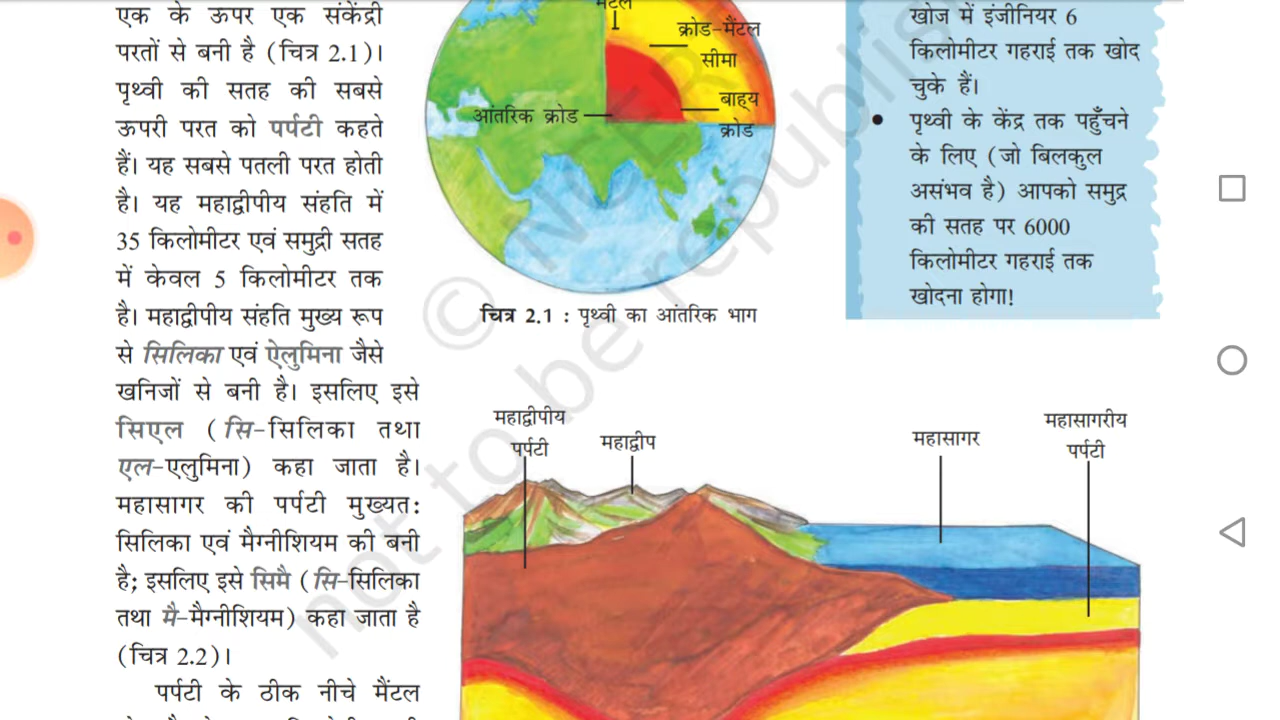 एक के ऊपर एक संकेंद्री
परतों से बनी है (चित्र 2.1)।
पृथ्वी की सतह की सबसे
ऊपरी परत को पर्पटी कहते
हैं। यह सबसे पतली परत होती
है। यह महाद्वीपीय संहति में
35 किलोमीटर एवं समुद्री सतह
में केवल 5 किलोमीटर तक
है। महाद्वीपीय संहति मुख्य रूप
से सिलिका एवं ऐलुमिना जैसे
खनिजों से बनी है। इसलिए इसे
सिएल (सि-सिलिका तथा
एल-एलुमिना) कहा जाता है।
महासागर की पर्पटी मुख्यत:
सिलिका एवं मैग्नीशियम की बनी
है; इसलिए इसे सिमै (सि-सिलिका
तथा मै-मैग्नीशियम) कहा जाता है
(चित्र 2.2)।
पर्पटी के ठीक नीचे मैंटल
क्रोड-मैंटल
सीमा
बाह्य
क्रोड
आंतरिक क्रोड
चित्र 2.1 : पृथ्वी का आंतरिक भाग
खोज में इंजीनियर 6
किलोमीटर गहराई तक खोद
चुके हैं।
• पृथ्वी के केंद्र तक पहुँचने
के लिए (जो बिलकुल
असंभव है) आपको समुद्र
की सतह पर 6000
किलोमीटर गहराई तक
खोदना होगा!
महाद्वीपीय
पर्पटी
महाद्वीप
महासागर
महासागरीय
पर्पटी
© NCERT
not to be republish